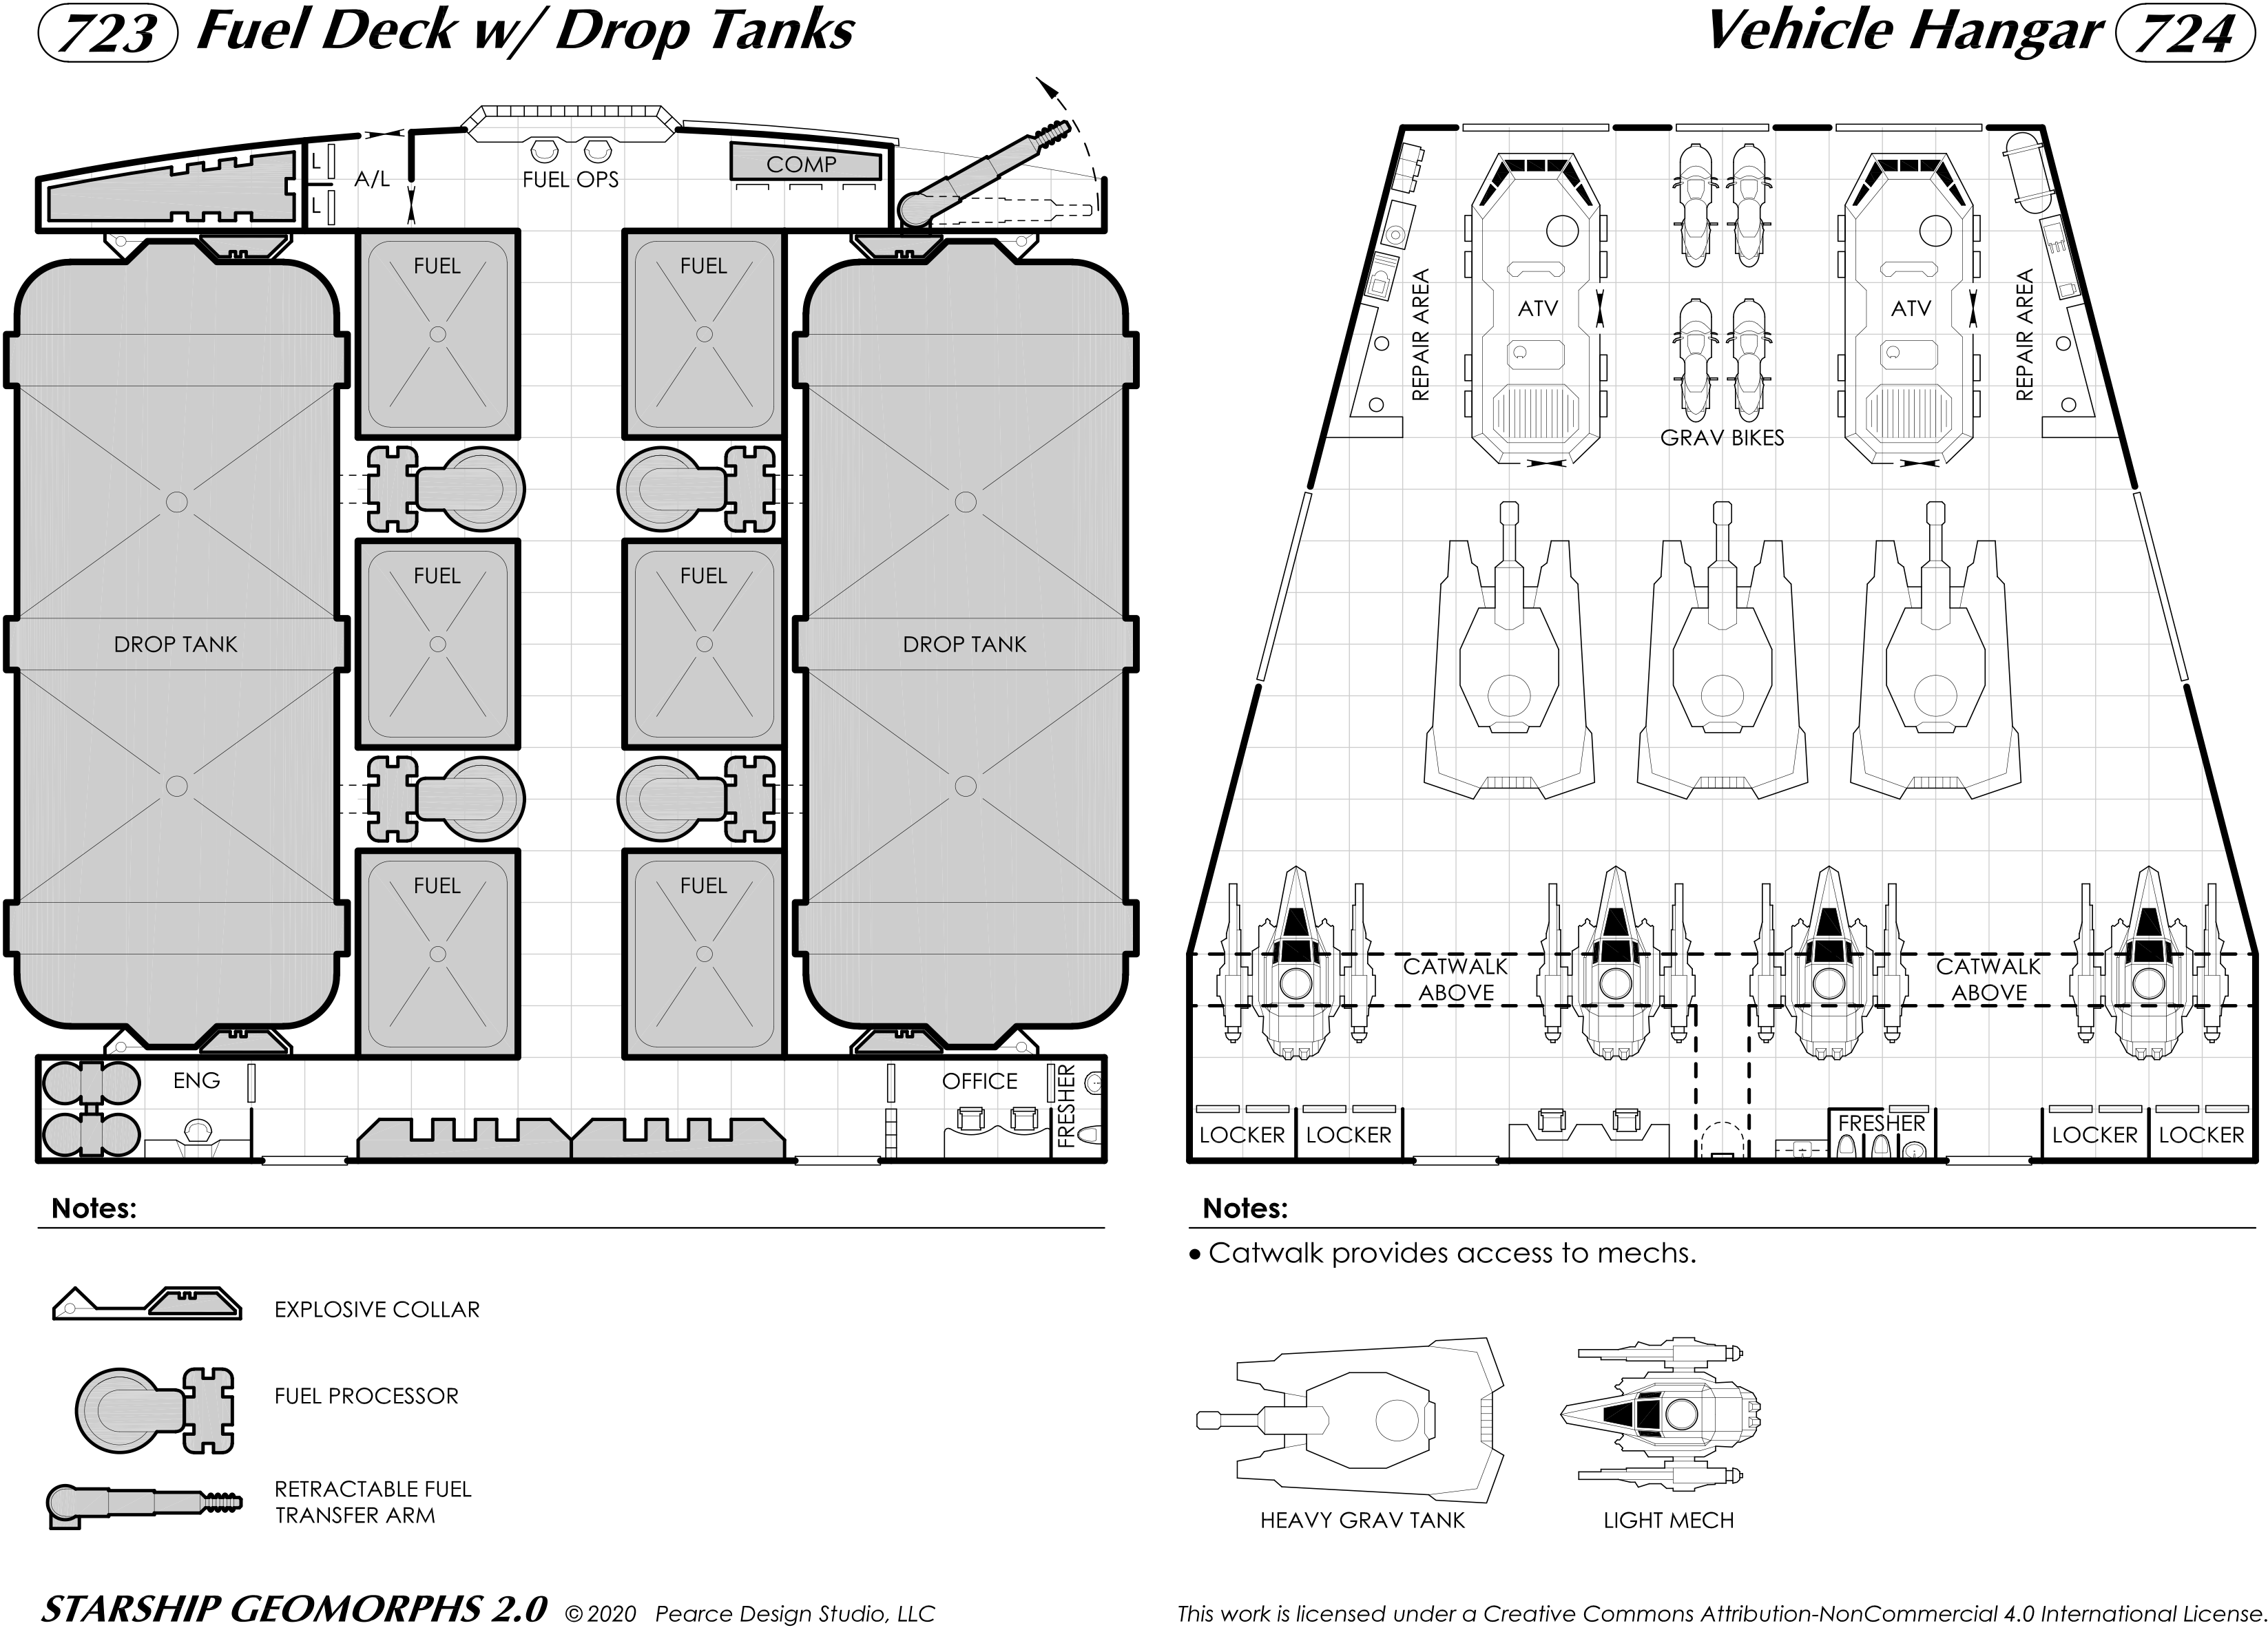 723 Fuel Deck w/ Drop Tanks
L
L
A/L
FUEL OPS
COMP
FUEL
FUEL
FUEL
FUEL
DROP TANK
DROP TANK
FUEL
FUEL
ENG
OFFICE
FRESHER
Notes:
EXPLOSIVE COLLAR
FUEL PROCESSOR
RETRACTABLE FUEL
TRANSFER ARM
Vehicle Hangar 724
REPAIR AREA
ATV
ATV
REPAIR AREA
GRAV BIKES
CATWALK
ABOVE
CATWALK
ABOVE
LOCKER
LOCKER
FRESHER
LOCKER
LOCKER
Notes:
• Catwalk provides access to mechs.
HEAVY GRAV TANK
LIGHT MECH
STARSHIP GEOMORPHS 2.0 ©2020 Pearce Design Studio, LLC
This work is licensed under a Creative Commons Attribution-NonCommercial 4.0 International License.